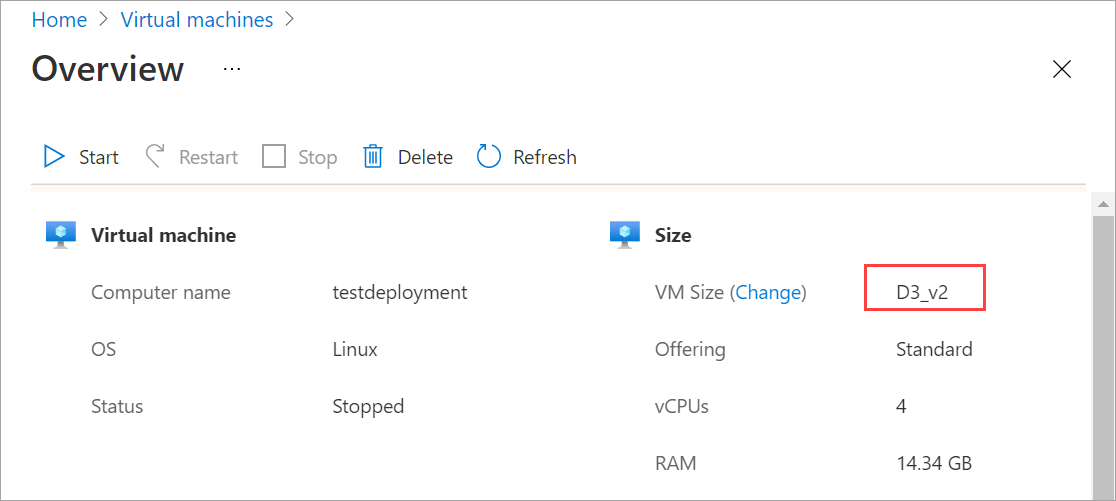 Home > Virtual machines >
Overview ...
Start Restart Stop Delete Refresh
Virtual machine
Computer name testdeployment
OS Linux
Status Stopped
Size
VM Size (Change) D3_v2
Offering Standard
vCPUs 4
RAM 14.34 GB